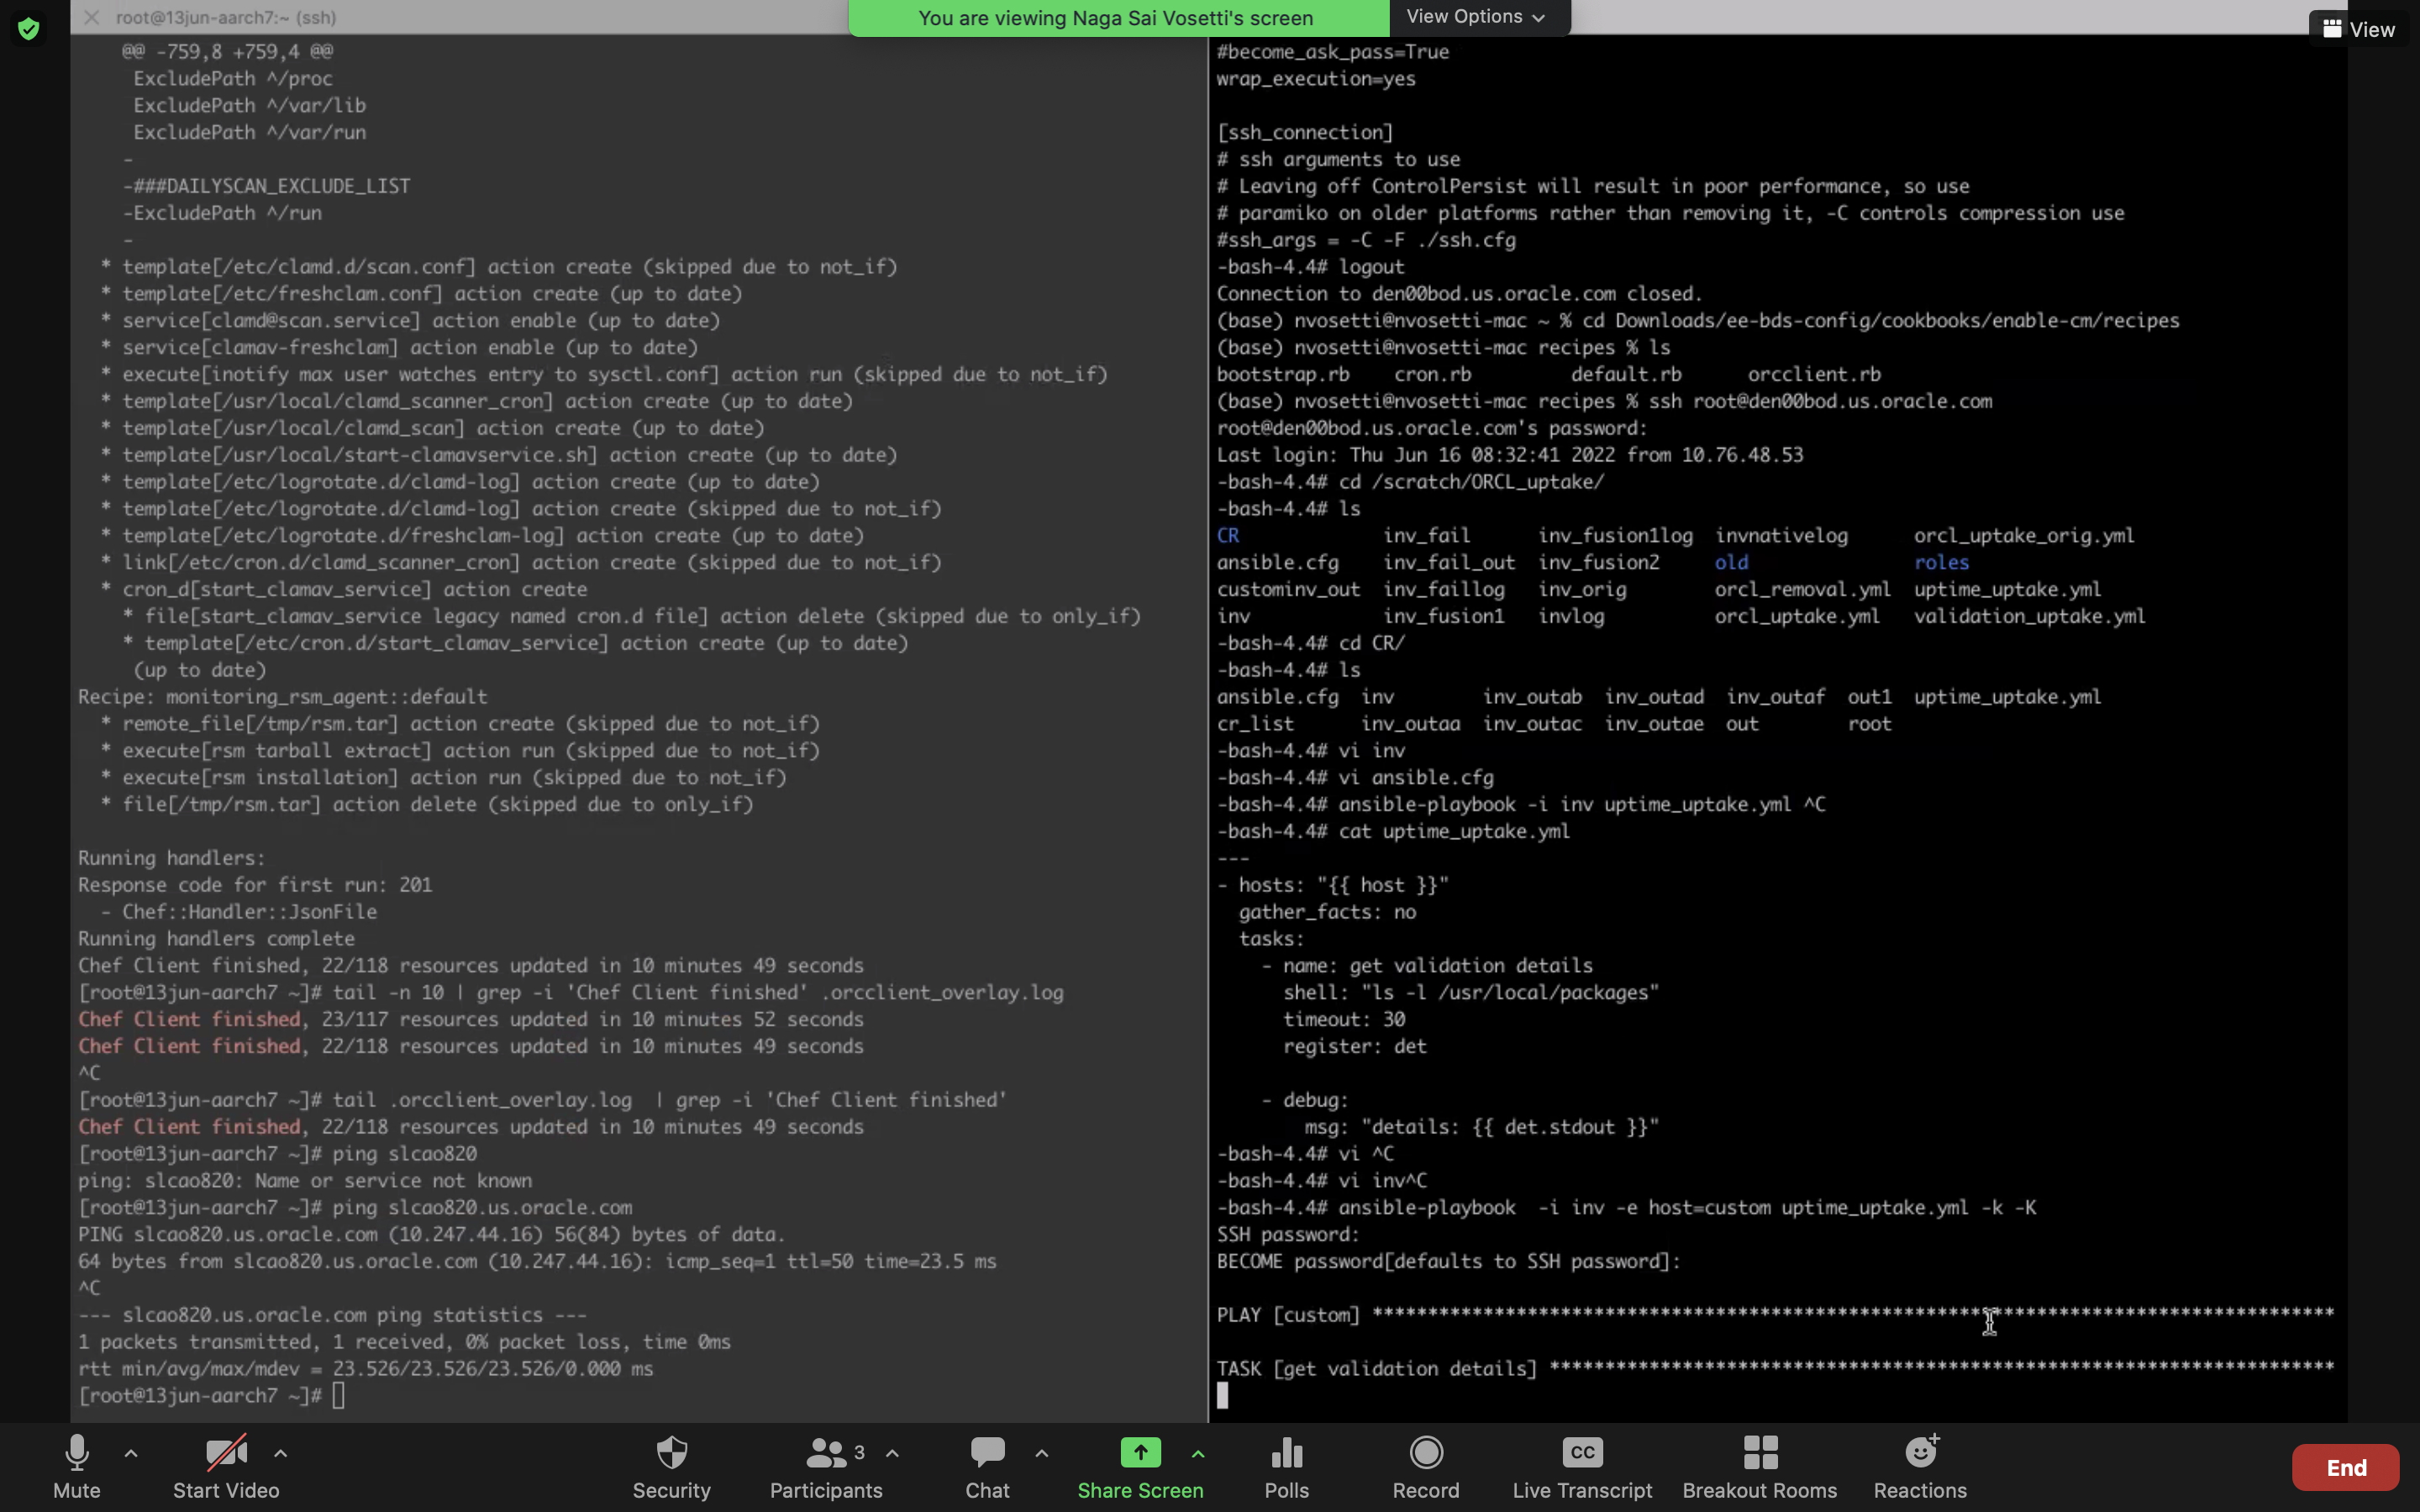 root@13jun-aarch7:~ (ssh)
You are viewing Naga Sai Vosetti's screen
View Options
View
@@ -759,8 +759,4 @@
ExcludePath ^/proc
ExcludePath ^/var/lib
ExcludePath ^/var/run
-
-###DAILYSCAN_EXCLUDE_LIST
-ExcludePath ^/run
-
* template[/etc/clamd.d/scan.conf] action create (skipped due to not_if)
* template[/etc/freshclam.conf] action create (up to date)
* service[clamd@scan.service] action enable (up to date)
* service[clamav-freshclam] action enable (up to date)
* execute[inotify max user watches entry to sysctl.conf] action run (skipped due to not_if)
* template[/usr/local/clamd_scanner_cron] action create (up to date)
* template[/usr/local/clamd_scan] action create (up to date)
* template[/usr/local/start-clamavservice.sh] action create (up to date)
* template[/etc/logrotate.d/clamd-log] action create (up to date)
* template[/etc/logrotate.d/clamd-log] action create (skipped due to not_if)
* template[/etc/logrotate.d/freshclam-log] action create (up to date)
* link[/etc/cron.d/clamd_scanner_cron] action create (skipped due to not_if)
* cron_d[start_clamav_service] action create
* file[start_clamav_service legacy named cron.d file] action delete (skipped due to only_if)
* template[/etc/cron.d/start_clamav_service] action create (up to date)
(up to date)
Recipe: monitoring_rsm_agent::default
* remote_file[/tmp/rsm.tar] action create (skipped due to not_if)
* execute[rsm tarball extract] action run (skipped due to not_if)
* execute[rsm installation] action run (skipped due to not_if)
* file[/tmp/rsm.tar] action delete (skipped due to only_if)
Running handlers:
Response code for first run: 201
- Chef::Handler::JsonFile
Running handlers complete
Chef Client finished, 22/118 resources updated in 10 minutes 49 seconds
[root@13jun-aarch7 ~]# tail -n 10 | grep -i 'Chef Client finished' .orcclient_overlay.log
Chef Client finished, 23/117 resources updated in 10 minutes 52 seconds
Chef Client finished, 22/118 resources updated in 10 minutes 49 seconds
^C
[root@13jun-aarch7 ~]# tail .orcclient_overlay.log  | grep -i 'Chef Client finished'
Chef Client finished, 22/118 resources updated in 10 minutes 49 seconds
[root@13jun-aarch7 ~]# ping slcao820
ping: slcao820: Name or service not known
[root@13jun-aarch7 ~]# ping slcao820.us.oracle.com
PING slcao820.us.oracle.com (10.247.44.16) 56(84) bytes of data.
64 bytes from slcao820.us.oracle.com (10.247.44.16): icmp_seq=1 ttl=50 time=23.5 ms
^C
--- slcao820.us.oracle.com ping statistics ---
1 packets transmitted, 1 received, 0% packet loss, time 0ms
rtt min/avg/max/mdev = 23.526/23.526/23.526/0.000 ms
[root@13jun-aarch7 ~]#
#become_ask_pass=True
wrap_execution=yes
[ssh_connection]
# ssh arguments to use
# Leaving off ControlPersist will result in poor performance, so use
# paramiko on older platforms rather than removing it, -C controls compression use
#ssh_args = -C -F ./ssh.cfg
-bash-4.4# logout
Connection to den00bod.us.oracle.com closed.
(base) nvosetti@nvosetti-mac ~ % cd Downloads/ee-bds-config/cookbooks/enable-cm/recipes
(base) nvosetti@nvosetti-mac recipes % ls
bootstrap.rb    cron.rb    default.rb    orcclient.rb
(base) nvosetti@nvosetti-mac recipes % ssh root@den00bod.us.oracle.com
root@den00bod.us.oracle.com's password:
Last login: Thu Jun 16 08:32:41 2022 from 10.76.48.53
-bash-4.4# cd /scratch/ORCL_uptake/
-bash-4.4# ls
CR    inv_fail    inv_fusion1log    invnativelog    orcl_uptake_orig.yml
ansible.cfg    inv_fail_out    inv_fusion2    old    roles
custominv_out    inv_faillog    inv_orig    orcl_removal.yml    uptime_uptake.yml
inv    inv_fusion1    invlog    orcl_uptake.yml    validation_uptake.yml
-bash-4.4# cd CR/
-bash-4.4# ls
ansible.cfg    inv    inv_outab    inv_outad    inv_outaf    out1    uptime_uptake.yml
cr_list    inv_outaa    inv_outac    inv_outae    out    root
-bash-4.4# vi inv
-bash-4.4# vi ansible.cfg
-bash-4.4# ansible-playbook -i inv uptime_uptake.yml ^C
-bash-4.4# cat uptime_uptake.yml
---
- hosts: "{{ host }}"
gather_facts: no
tasks:
- name: get validation details
shell: "ls -l /usr/local/packages"
timeout: 30
register: det
- debug:
msg: "details: {{ det.stdout }}"
-bash-4.4# vi ^C
-bash-4.4# vi inv^C
-bash-4.4# ansible-playbook  -i inv -e host=custom uptime_uptake.yml -k -K
SSH password:
BECOME password[defaults to SSH password]:
PLAY [custom] ***************************************************************************************
TASK [get validation details] ***********************************************************************
Mute
Start Video
Security
3
Participants
Chat
Share Screen
Polls
Record
CC
Live Transcript
Breakout Rooms
Reactions
End